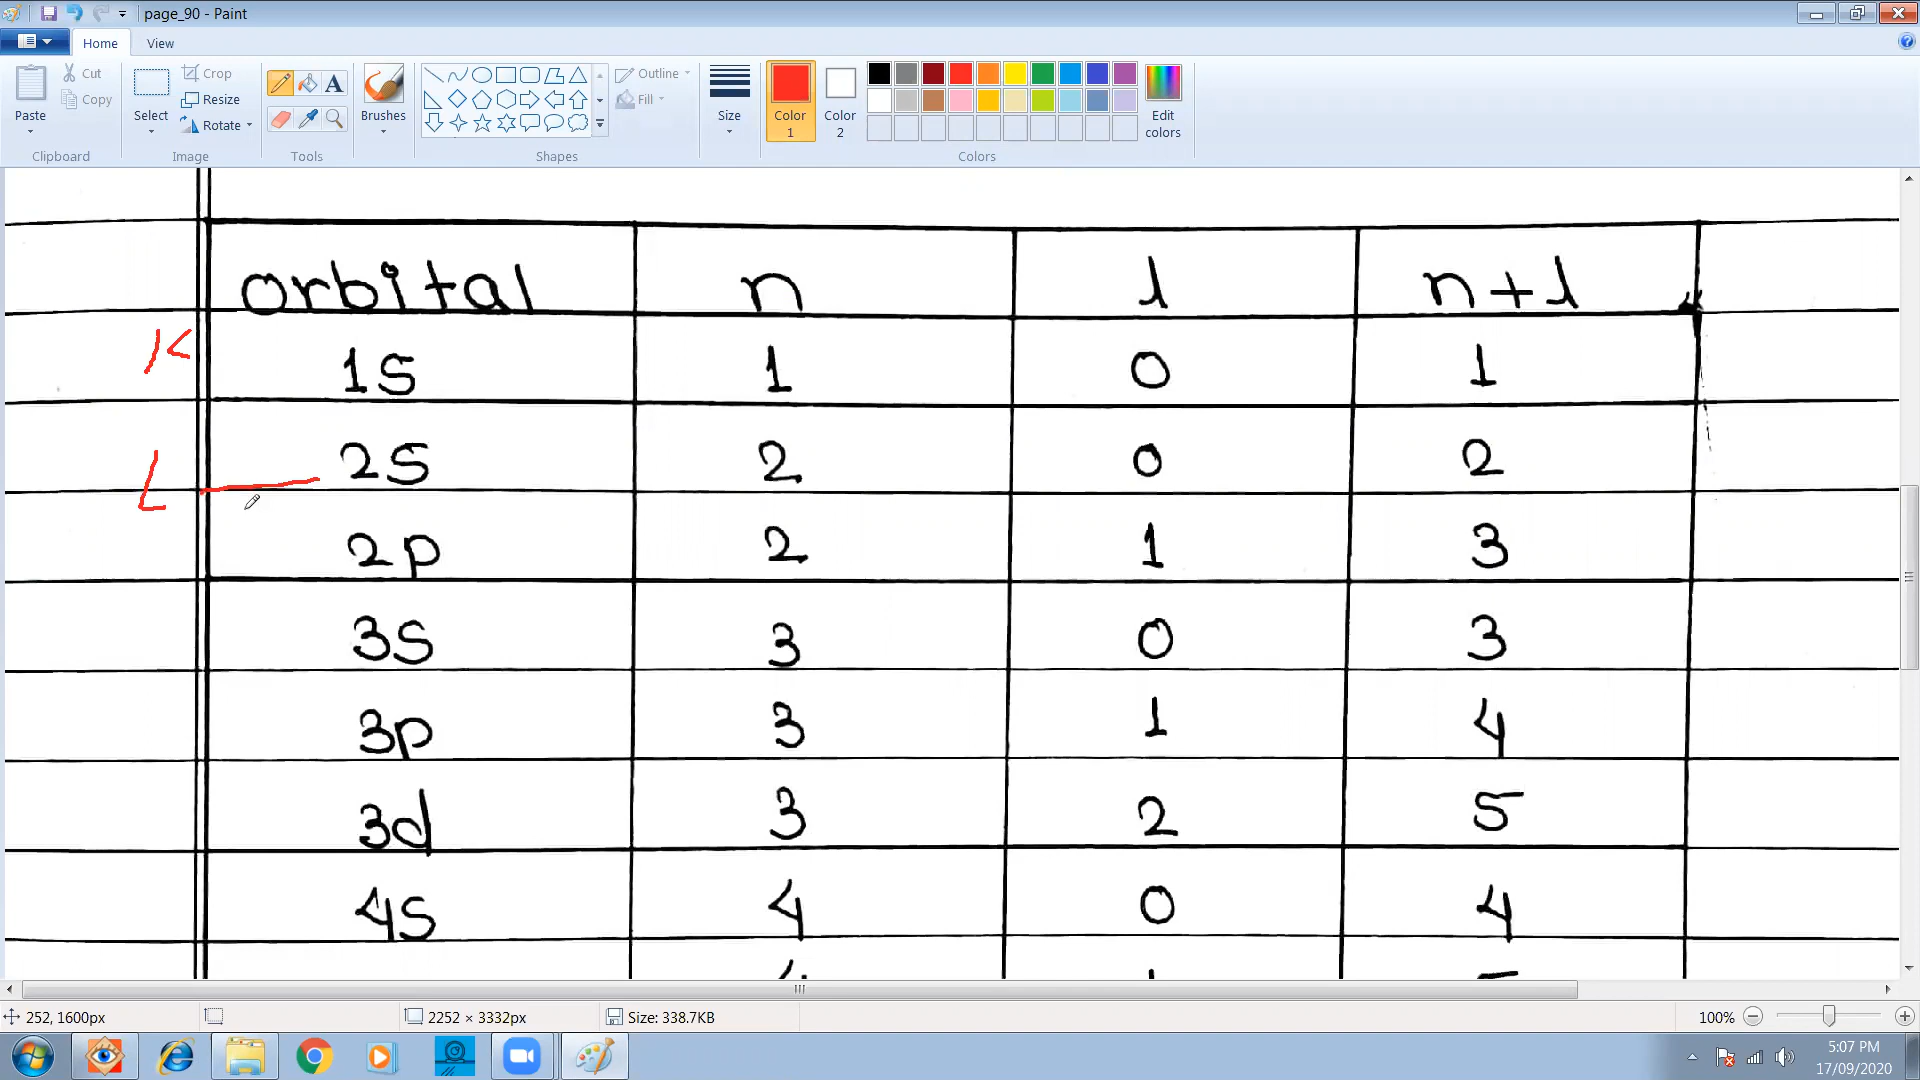 page_90 - Paint
Home View
Paste
Cut
Copy
Clipboard
Select
Crop
Resize
Rotate
Image
A
Tools
Brushes
Outline
Fill
Shapes
Size
Color 1
Color 2
Edit colors
Colors
orbital n l n+l
K 1s 1 0 1
L 2s 2 0 2
2p 2 1 3
3s 3 0 3
3p 3 1 4
3d 3 2 5
4s 4 0 4
252, 1600px 2252 × 3332px Size: 338.7KB 100%
5:07 PM
17/09/2020